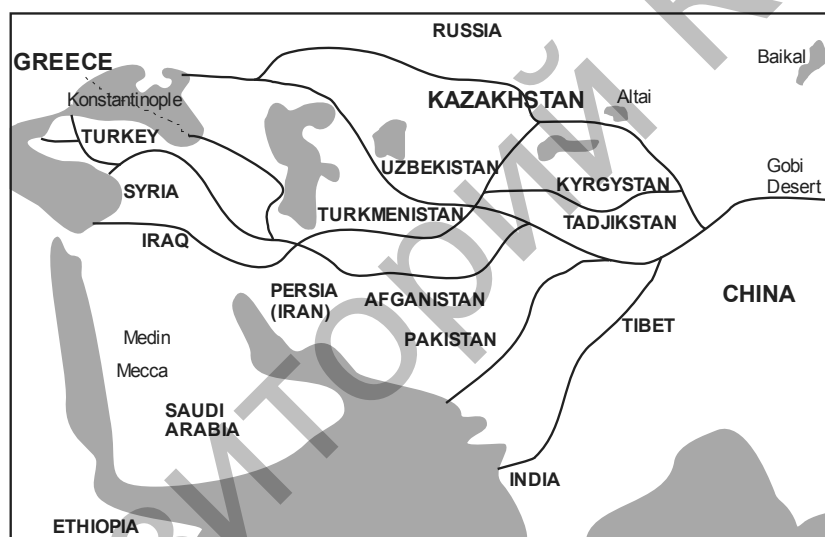 RUSSIA
GREECE
Baikal
Konstantinople
KAZAKHSTAN
Altai
TURKEY
UZBEKISTAN
Gobi
Desert
SYRIA
KYRGYSTAN
TURKMENISTAN
TADJIKSTAN
IRAQ
PERSIA
(IRAN)
AFGANISTAN
CHINA
Medin
PAKISTAN
TIBET
Mecca
SAUDI
ARABIA
INDIA
ETHIOPIA
ИТОРИЙ К